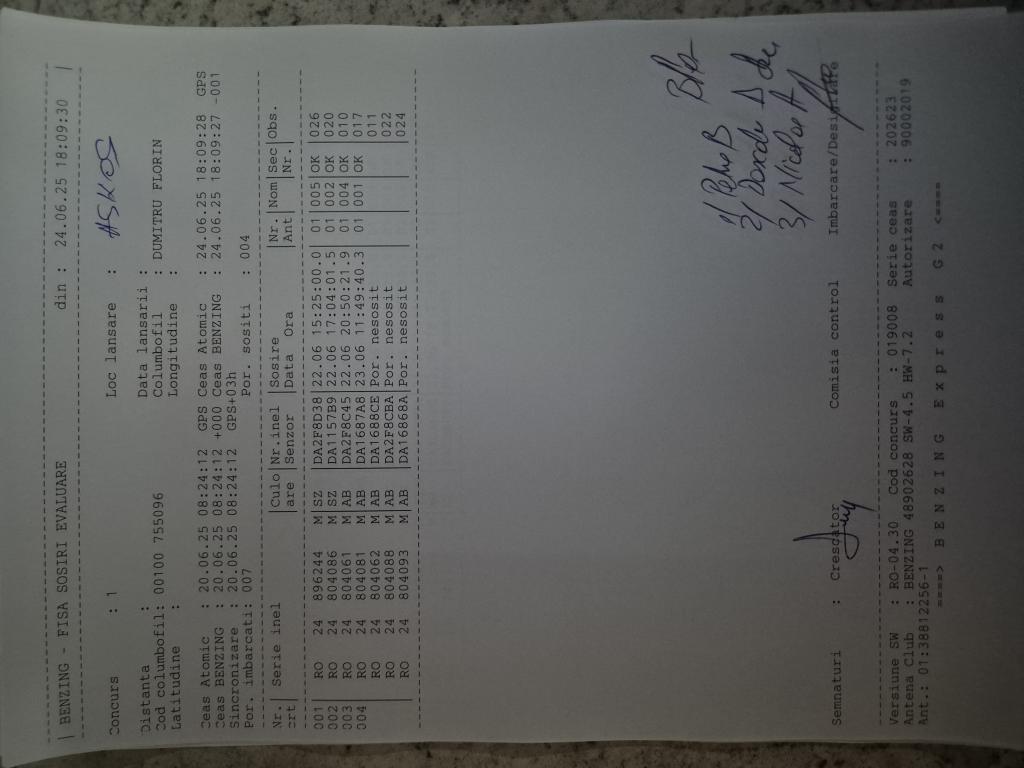 | BENZING - FISA SOSIRI EVALUARE din : 24.06.25 18:09:30 |
Concurs : 1 Loc lansare :
Distanta : Data lansarii :
Cod columbofil: 00100 755096 Columbofil : DUMITRU FLORIN
Latitudine : Longitudine :
Ceas Atomic : 20.06.25 08:24:12 GPS Ceas Atomic : 24.06.25 18:09:28 GPS
Ceas BENZING : 20.06.25 08:24:12 +000 Ceas BENZING : 24.06.25 18:09:27 -001
Sincronizare : 20.06.25 08:24:12 GPS+03h
Por. imbarcati: 007 Por. sositi : 004
Nr.| Serie inel |Culo|Nr.inel |Sosire |Nr |Nom|Sec|Obs.
crt| |are |Senzor |Data Ora |Ant| |Nr.|
001| RO 24 896244 M|SZ |DA2F8D38|22.06 15:25:00.0| 01|005|OK |026
002| RO 24 804086 M|SZ |DA1157B9|22.06 17:04:01.5| 01|002|OK |020
003| RO 24 804061 M|AB |DA2F8C45|22.06 20:50:21.9| 01|004|OK |010
004| RO 24 804081 M|AB |DA1687A8|23.06 11:49:40.3| 01|001|OK |017
| RO 24 804062 M|AB |DA1688CE|Por. nesosit | | | |011
| RO 24 804088 M|AB |DA2F8CBA|Por. nesosit | | | |022
| RO 24 804093 M|AB |DA16868A|Por. nesosit | | | |024
1/
2/
3/ Nicolae A
Semnaturi : Crescator Comisia control Imbarcare/Desigilare
Versiune SW : RO-04.30 Cod concurs : 019008 Serie ceas : 202623
Antena Club : BENZING 48902628 SW-4.5 HW-7.2 Autorizare : 90002019
Ant.: 01:38812256-1
====> B E N Z I N G E x p r e s s G 2 <====